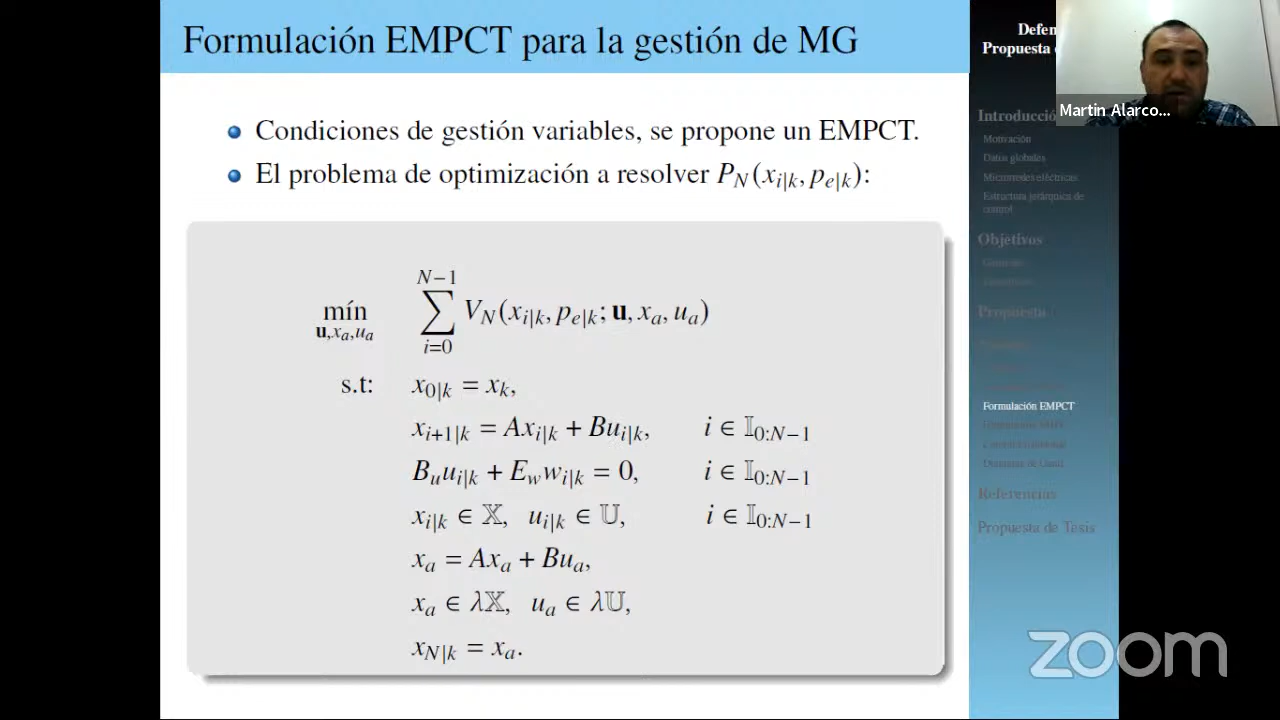 Formulación EMPCT para la gestión de MG
Condiciones de gestión variables, se propone un EMPCT.
El problema de optimización a resolver P_N(x_{i|k}, p_{e|k}):
mín_{u,x_a,u_a} ∑_{i=0}^{N−1} V_N(x_{i|k}, p_{e|k}; u, x_a, u_a)
s.t: x_{0|k} = x_k,
x_{i+1|k} = Ax_{i|k} + Bu_{i|k}, i ∈ 𝕀_{0:N−1}
B_u u_{i|k} + E_w w_{i|k} = 0, i ∈ 𝕀_{0:N−1}
x_{i|k} ∈ 𝕏, u_{i|k} ∈ 𝕌, i ∈ 𝕀_{0:N−1}
x_a = Ax_a + Bu_a,
x_a ∈ λ𝕏, u_a ∈ λ𝕌,
x_{N|k} = x_a.
Propuesta
Martin Alarco...
Introducció
Motivación
Datos globales
Microrredes eléctricas
Estructura jerárquica de
control
Objetivos
Propuesta
Formulación EMPCT
Referencias
Propuesta de Tesis
zoom